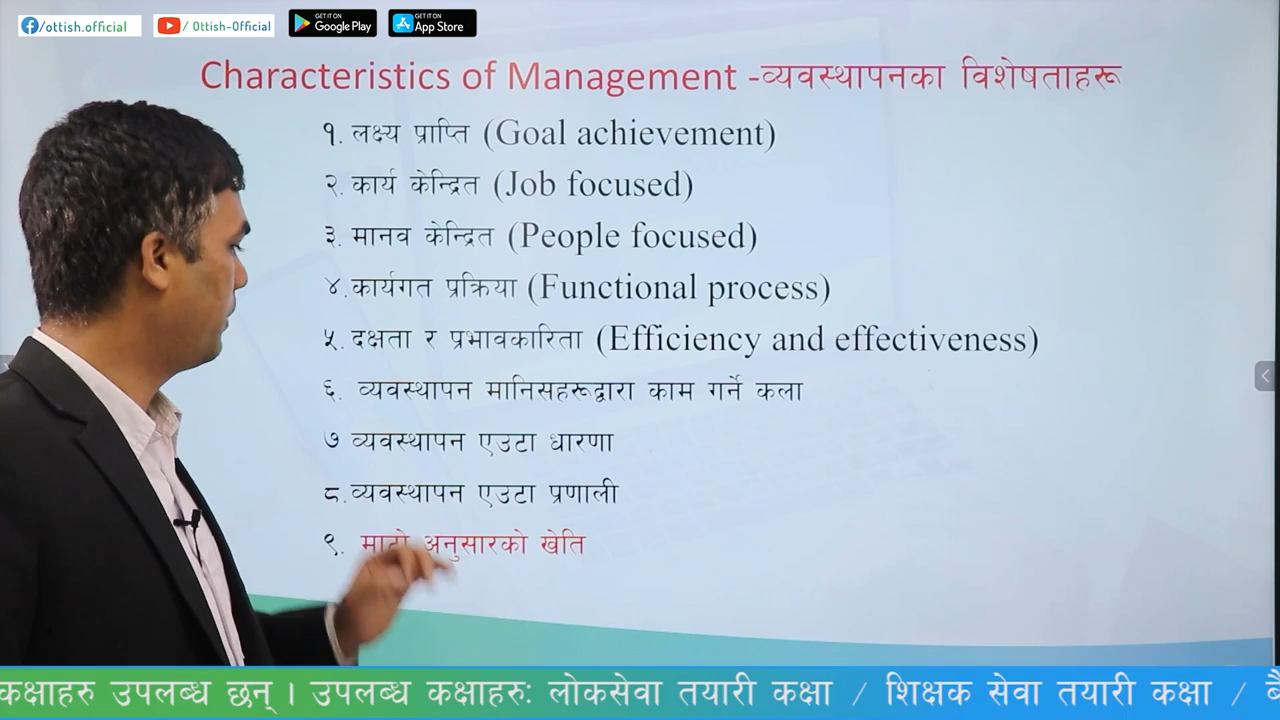 /ottish.official
/ Ottish-Official
GET IT ON
Google Play
GET IT ON
App Store
Characteristics of Management -व्यवस्थापनका विशेषताहरू
१. लक्ष्य प्राप्ति (Goal achievement)
२. कार्य केन्द्रित (Job focused)
३. मानव केन्द्रित (People focused)
४.कार्यगत प्रक्रिया (Functional process)
५. दक्षता र प्रभावकारिता (Efficiency and effectiveness)
६. व्यवस्थापन मानिसहरूद्वारा काम गर्ने कला
७ व्यवस्थापन एउटा धारणा
८.व्यवस्थापन एउटा प्रणाली
९. माटो अनुसारको खेति
कक्षाहरु उपलब्ध छन् । उपलब्ध कक्षाहरुः लोकसेवा तयारी कक्षा / शिक्षक सेवा तयारी कक्षा /